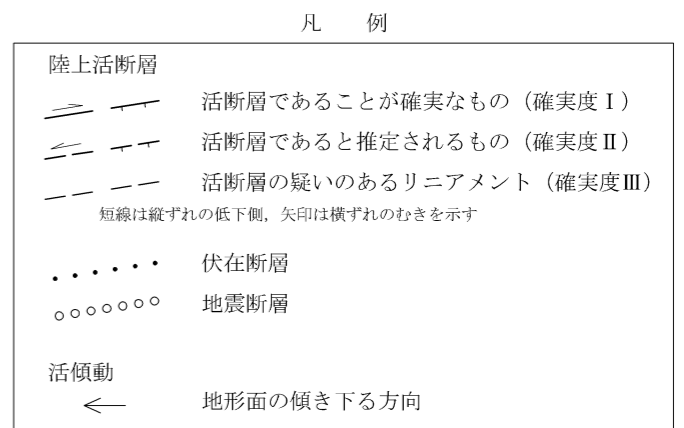 凡　例
陸上活断層
活断層であることが確実なもの（確実度Ⅰ）
活断層であると推定されるもの（確実度Ⅱ）
活断層の疑いのあるリニアメント（確実度Ⅲ）
短線は縦ずれの低下側，矢印は横ずれのむきを示す
伏在断層
地震断層
活傾動
地形面の傾き下る方向